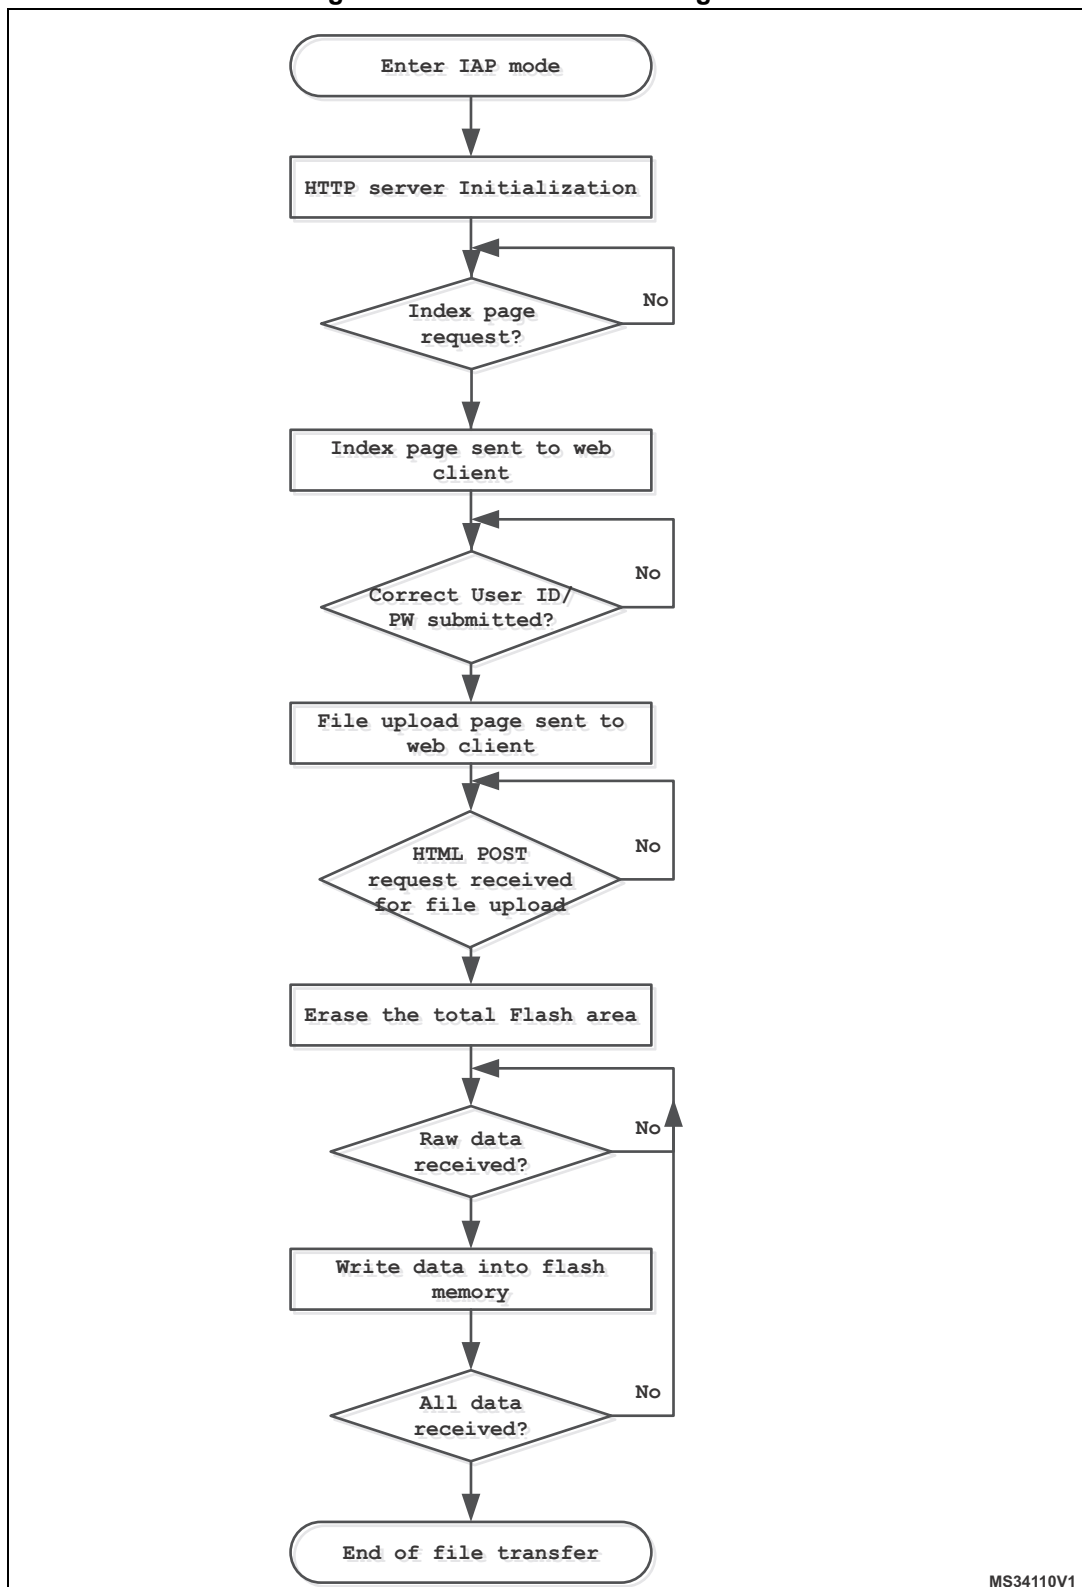 Enter IAP mode
HTTP server Initialization
No
Index page
request?
Index page sent to web
client
No
Correct User ID/
PW submitted?
File upload page sent to
web client
No
HTML POST
request received
for file upload
Erase the total Flash area
No
Raw data
received?
Write data into flash
memory
No
All data
received?
End of file transfer
MS34110V1